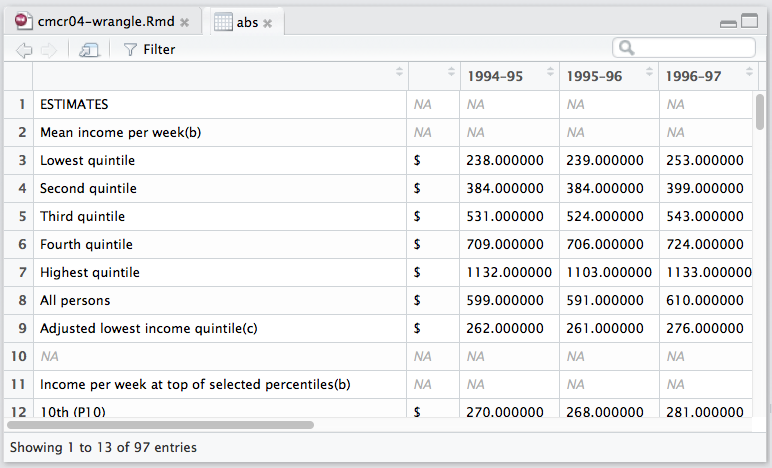 cmcr04-wrangle.Rmd abs
Filter
1994-95 1995-96 1996-97
1 ESTIMATES NA NA NA NA
2 Mean income per week(b) NA NA NA NA
3 Lowest quintile $ 238.000000 239.000000 253.000000
4 Second quintile $ 384.000000 384.000000 399.000000
5 Third quintile $ 531.000000 524.000000 543.000000
6 Fourth quintile $ 709.000000 706.000000 724.000000
7 Highest quintile $ 1132.000000 1103.000000 1133.000000
8 All persons $ 599.000000 591.000000 610.000000
9 Adjusted lowest income quintile(c) $ 262.000000 261.000000 276.000000
10 NA NA NA NA NA
11 Income per week at top of selected percentiles(b) NA NA NA NA
12 10th (P10) $ 270.000000 268.000000 281.000000
Showing 1 to 13 of 97 entries